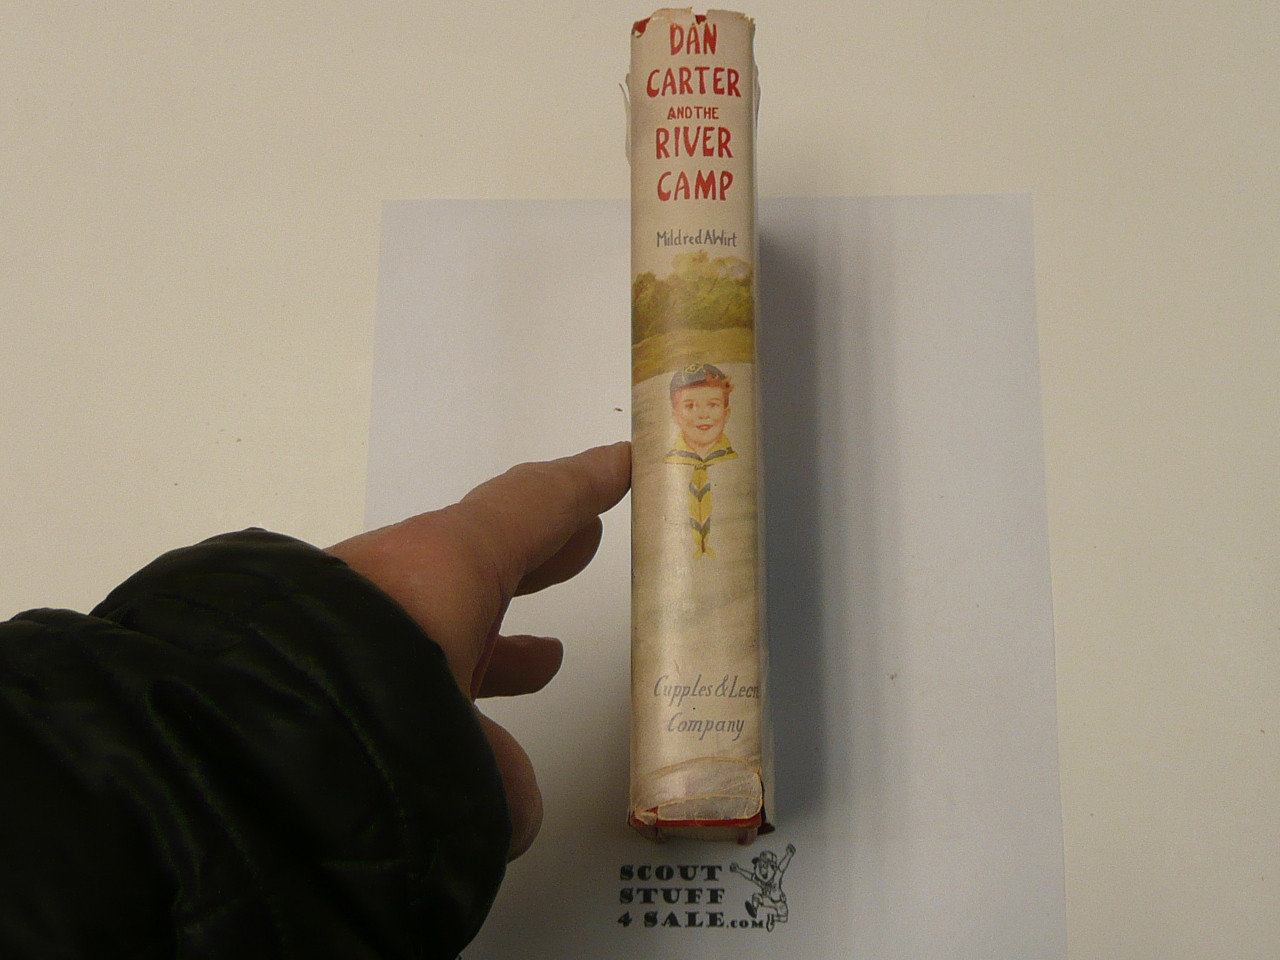 DAN
CARTER
AND THE
RIVER
CAMP
Mildred A Wirt
Cupples & Leon
Company
SCOUT
STUFF
4 SALE.COM